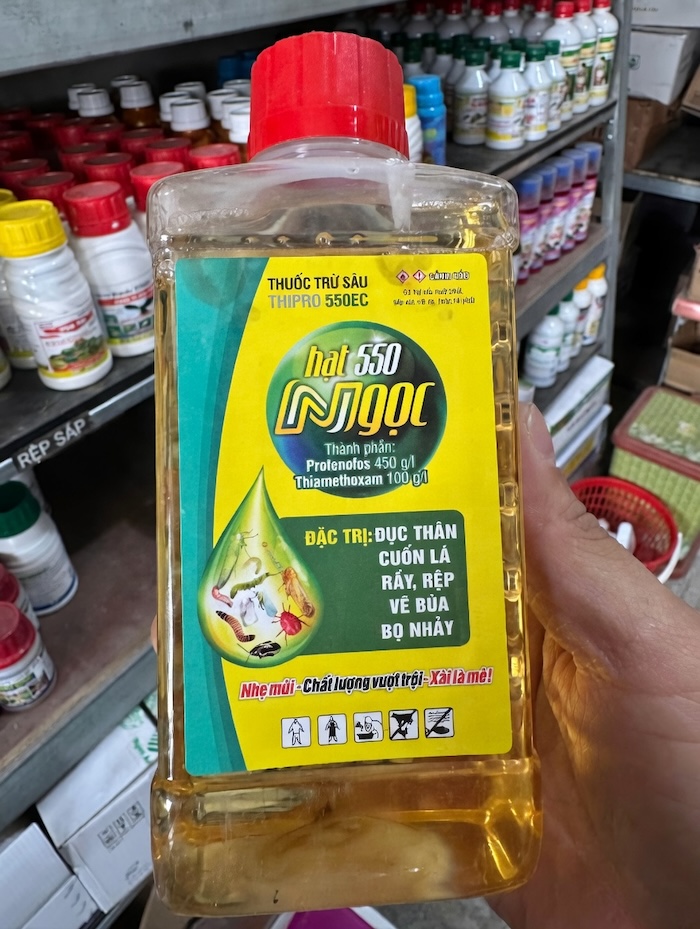 THUỐC TRỪ SÂU
THIPRO 550EC
hạt 550
Ngọc
Thành phần:
Profenofos 450 g/l
Thiamethoxam 100 g/l
ĐẶC TRỊ: ĐỤC THÂN
CUỐN LÁ
RẦY, RỆP
VẼ BÙA
BỌ NHẢY
Nhẹ mùi - Chất lượng vượt trội - Xài là mê!
RỆP SÁP